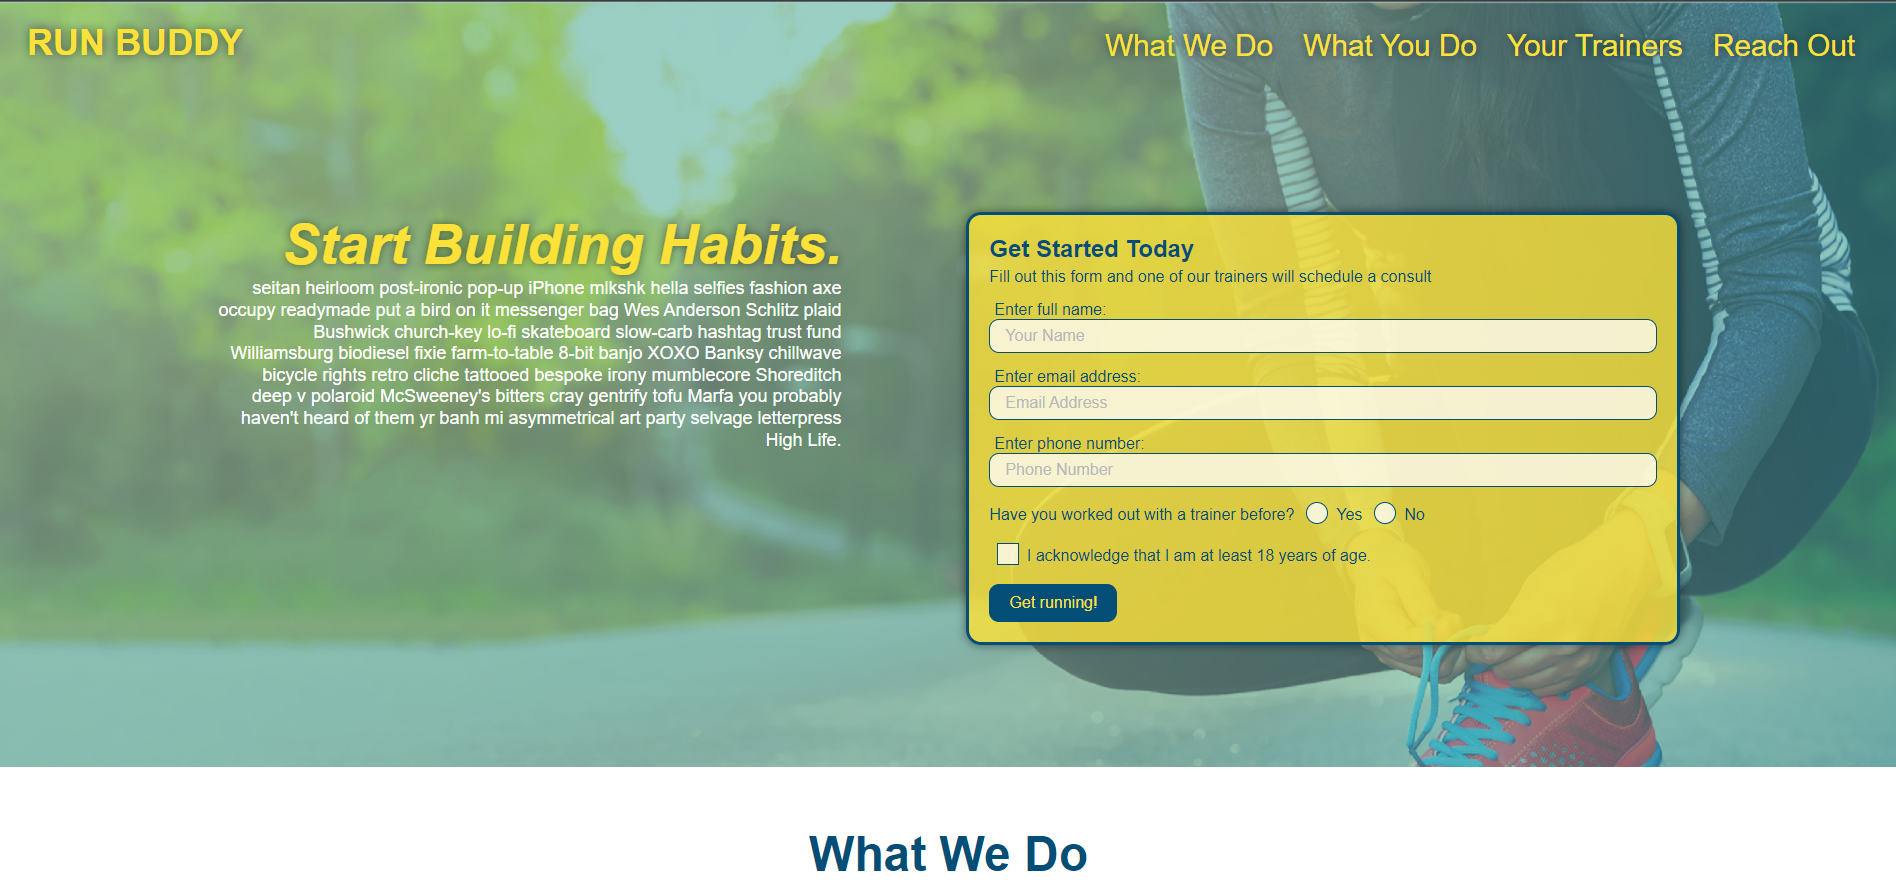 RUN BUDDY
What We Do What You Do Your Trainers Reach Out
Start Building Habits.
seitan heirloom post-ironic pop-up iPhone mlkshk hella selfies fashion axe
occupy readymade put a bird on it messenger bag Wes Anderson Schlitz plaid
Bushwick church-key lo-fi skateboard slow-carb hashtag trust fund
Williamsburg biodiesel fixie farm-to-table 8-bit banjo XOXO Banksy chillwave
bicycle rights retro cliche tattooed bespoke irony mumblecore Shoreditch
deep v polaroid McSweeney's bitters cray gentrify tofu Marfa you probably
haven't heard of them yr banh mi asymmetrical art party selvage letterpress
High Life.
Get Started Today
Fill out this form and one of our trainers will schedule a consult
Enter full name:
Your Name
Enter email address:
Email Address
Enter phone number:
Phone Number
Have you worked out with a trainer before? Yes No
I acknowledge that I am at least 18 years of age.
Get running!
What We Do